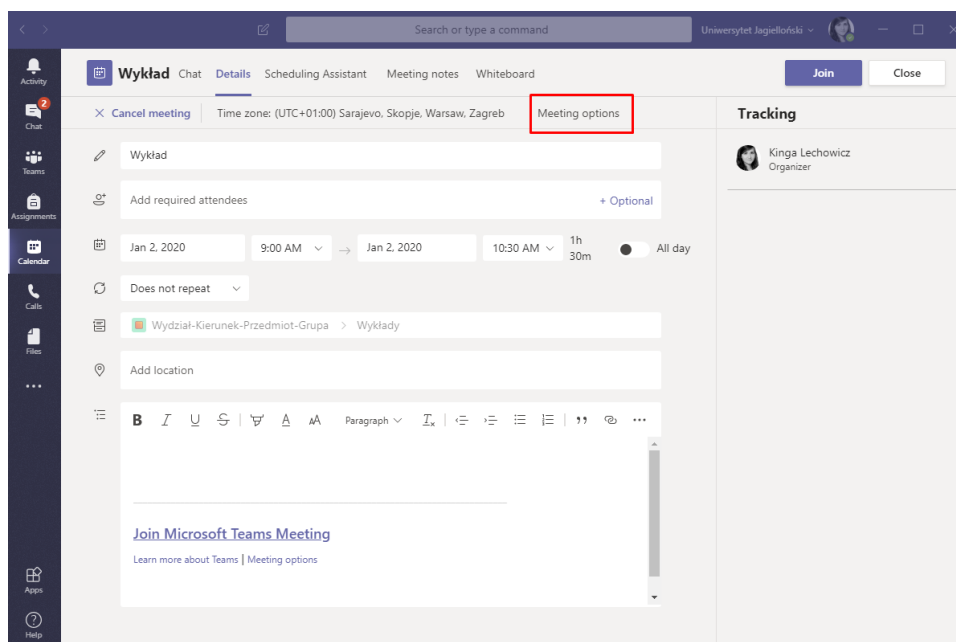 Search or type a command
Uniwersytet Jagielloński
Activity
2
Chat
Teams
Assignments
Calendar
Calls
Files
Apps
Help
Wykład Chat Details Scheduling Assistant Meeting notes Whiteboard
Join Close
Cancel meeting Time zone: (UTC+01:00) Sarajevo, Skopje, Warsaw, Zagreb Meeting options
Wykład
Add required attendees + Optional
Jan 2, 2020 9:00 AM → Jan 2, 2020 10:30 AM 1h
30m All day
Does not repeat
Wydział-Kierunek-Przedmiot-Grupa > Wykłady
Add location
B I U S A AA Paragraph Ix
Join Microsoft Teams Meeting
Learn more about Teams | Meeting options
Tracking
Kinga Lechowicz
Organizer